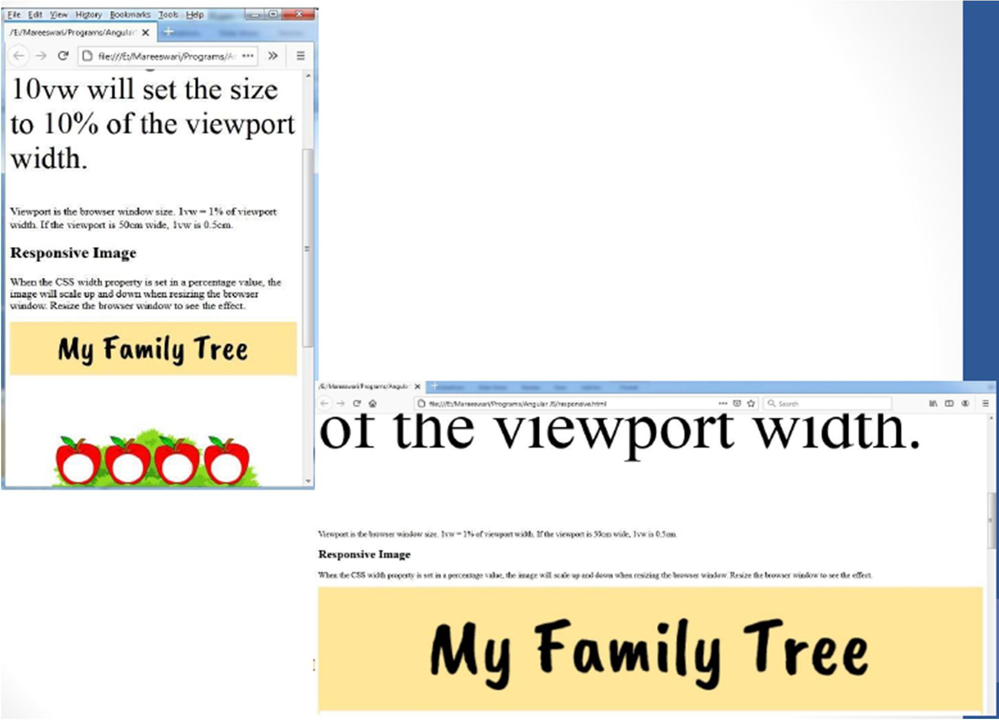 File Edit View History Bookmarks Tools Help
/E:/Mareeswari/Programs/Angular
file:///E:/Mareeswari/Programs/A
10vw will set the size
to 10% of the viewport
width.
Viewport is the browser window size. 1vw = 1% of viewport
width. If the viewport is 50cm wide, 1vw is 0.5cm.
Responsive Image
When the CSS width property is set in a percentage value, the
image will scale up and down when resizing the browser
window. Resize the browser window to see the effect.
My Family Tree
/E:/Mareeswari/Programs/Angular
file:///E:/Mareeswari/Programs/Angular JS/responsive.html
Search
of the viewport width.
Viewport is the browser window size. 1vw = 1% of viewport width. If the viewport is 50cm wide, 1vw is 0.5cm.
Responsive Image
When the CSS width property is set in a percentage value, the image will scale up and down when resizing the browser window. Resize the browser window to see the effect.
My Family Tree